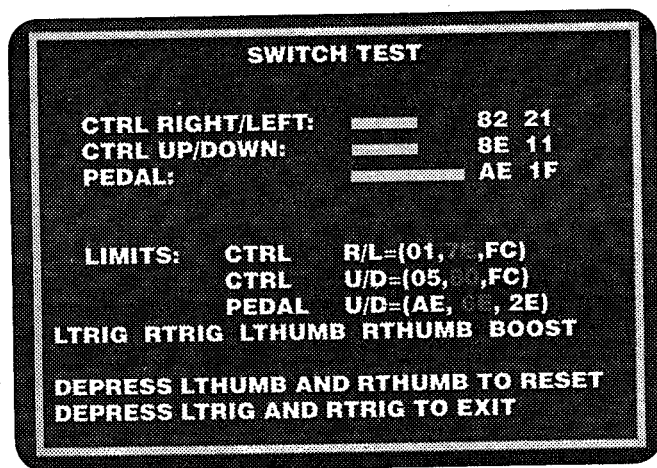 SWITCH TEST
CTRL RIGHT/LEFT: 82 21
CTRL UP/DOWN: 8E 11
PEDAL: AE 1F
LIMITS: CTRL R/L=(01, ,FC)
CTRL U/D=(05, ,FC)
PEDAL U/D=(AE, , 2E)
LTRIG RTRIG LTHUMB RTHUMB BOOST
DEPRESS LTHUMB AND RTHUMB TO RESET
DEPRESS LTRIG AND RTRIG TO EXIT